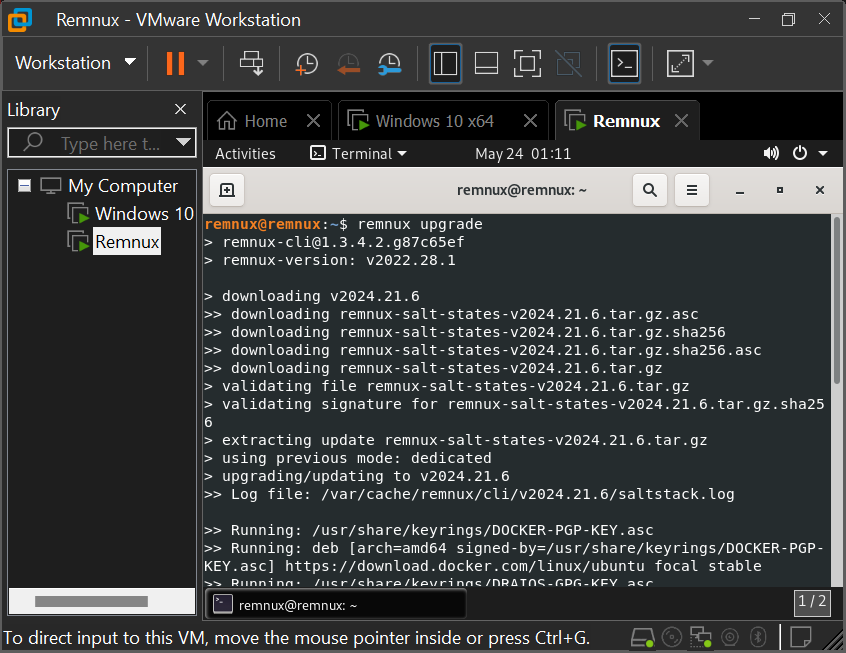 Remnux - VMware Workstation
Workstation
Library
Type here t...
My Computer
Windows 10
Remnux
Home
Windows 10 x64
Remnux
Activities
Terminal
May 24 01:11
remnux@remnux: ~
remnux@remnux:~$ remnux upgrade
> remnux-cli@1.3.4.2.g87c65ef
> remnux-version: v2022.28.1
> downloading v2024.21.6
>> downloading remnux-salt-states-v2024.21.6.tar.gz.asc
>> downloading remnux-salt-states-v2024.21.6.tar.gz.sha256
>> downloading remnux-salt-states-v2024.21.6.tar.gz.sha256.asc
>> downloading remnux-salt-states-v2024.21.6.tar.gz
> validating file remnux-salt-states-v2024.21.6.tar.gz
> validating signature for remnux-salt-states-v2024.21.6.tar.gz.sha25
6
> extracting update remnux-salt-states-v2024.21.6.tar.gz
> using previous mode: dedicated
> upgrading/updating to v2024.21.6
>> Log file: /var/cache/remnux/cli/v2024.21.6/saltstack.log
>> Running: /usr/share/keyrings/DOCKER-PGP-KEY.asc
>> Running: deb [arch=amd64 signed-by=/usr/share/keyrings/DOCKER-PGP-
KEY.asc] https://download.docker.com/linux/ubuntu focal stable
>> Running: /usr/share/keyrings/DRAIOS-GPG-KEY.asc
remnux@remnux: ~
1 / 2
To direct input to this VM, move the mouse pointer inside or press Ctrl+G.